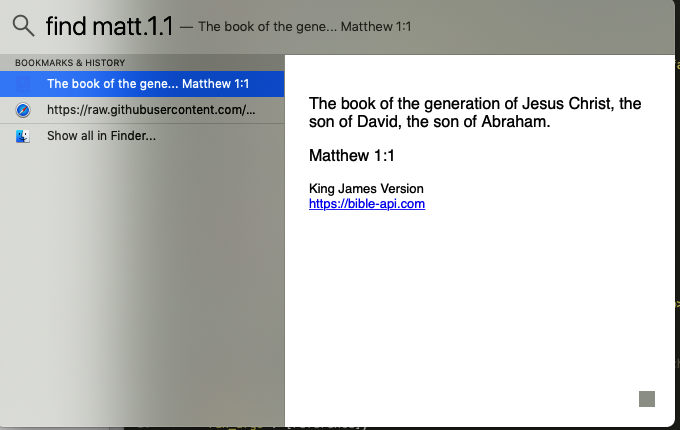 find matt.1.1 — The book of the gene... Matthew 1:1
BOOKMARKS & HISTORY
The book of the gene... Matthew 1:1
https://raw.githubusercontent.com/...
Show all in Finder...
The book of the generation of Jesus Christ, the
son of David, the son of Abraham.
Matthew 1:1
King James Version
https://bible-api.com